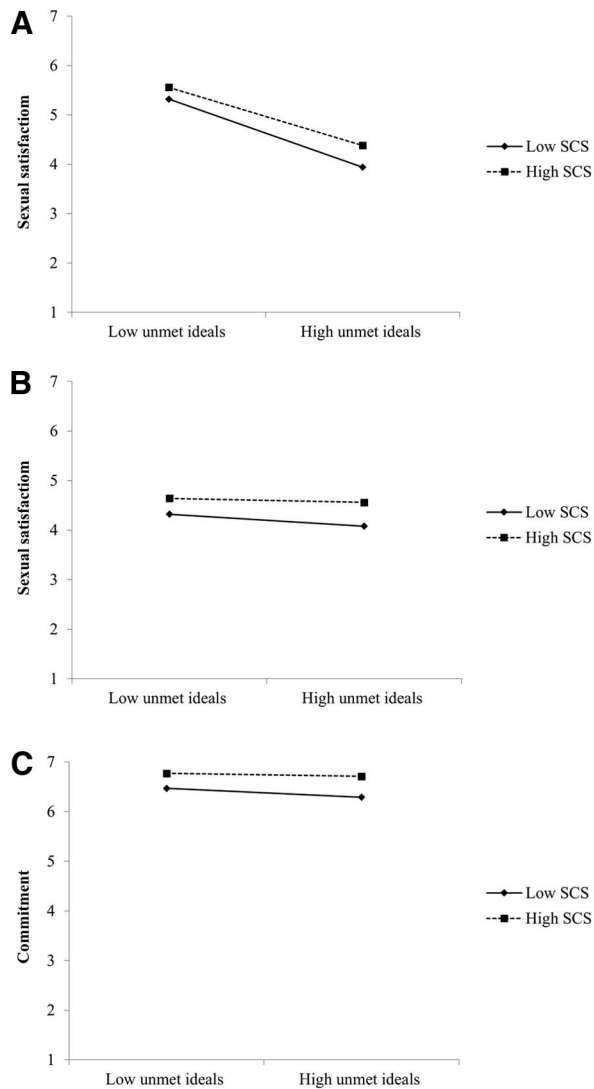 A
7
6
5
4
3
2
1
Sexual satisfactiom
Low unmet ideals
High unmet ideals
Low SCS
High SCS
B
7
6
5
4
3
2
1
Sexual satisfactiom
Low unmet ideals
High unmet ideals
Low SCS
High SCS
C
7
6
5
4
3
2
1
Commitment
Low unmet ideals
High unmet ideals
Low SCS
High SCS